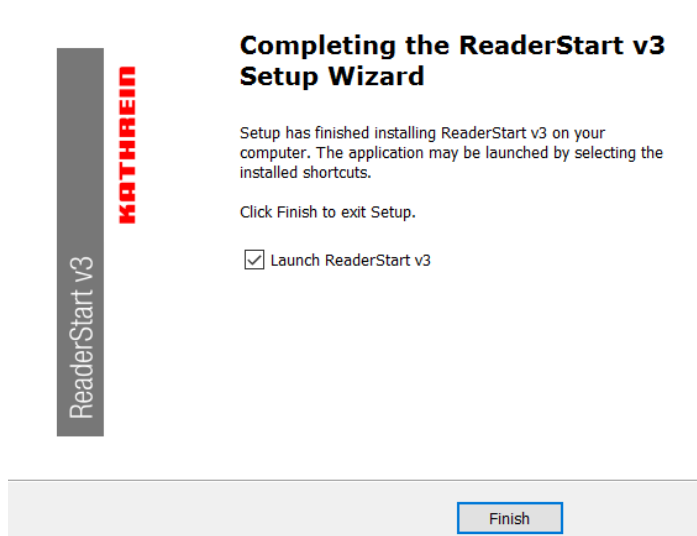 Completing the ReaderStart v3
Setup Wizard
Setup has finished installing ReaderStart v3 on your
computer. The application may be launched by selecting the
installed shortcuts.
Click Finish to exit Setup.
Launch ReaderStart v3
KATHREIN
ReaderStart v3
Finish